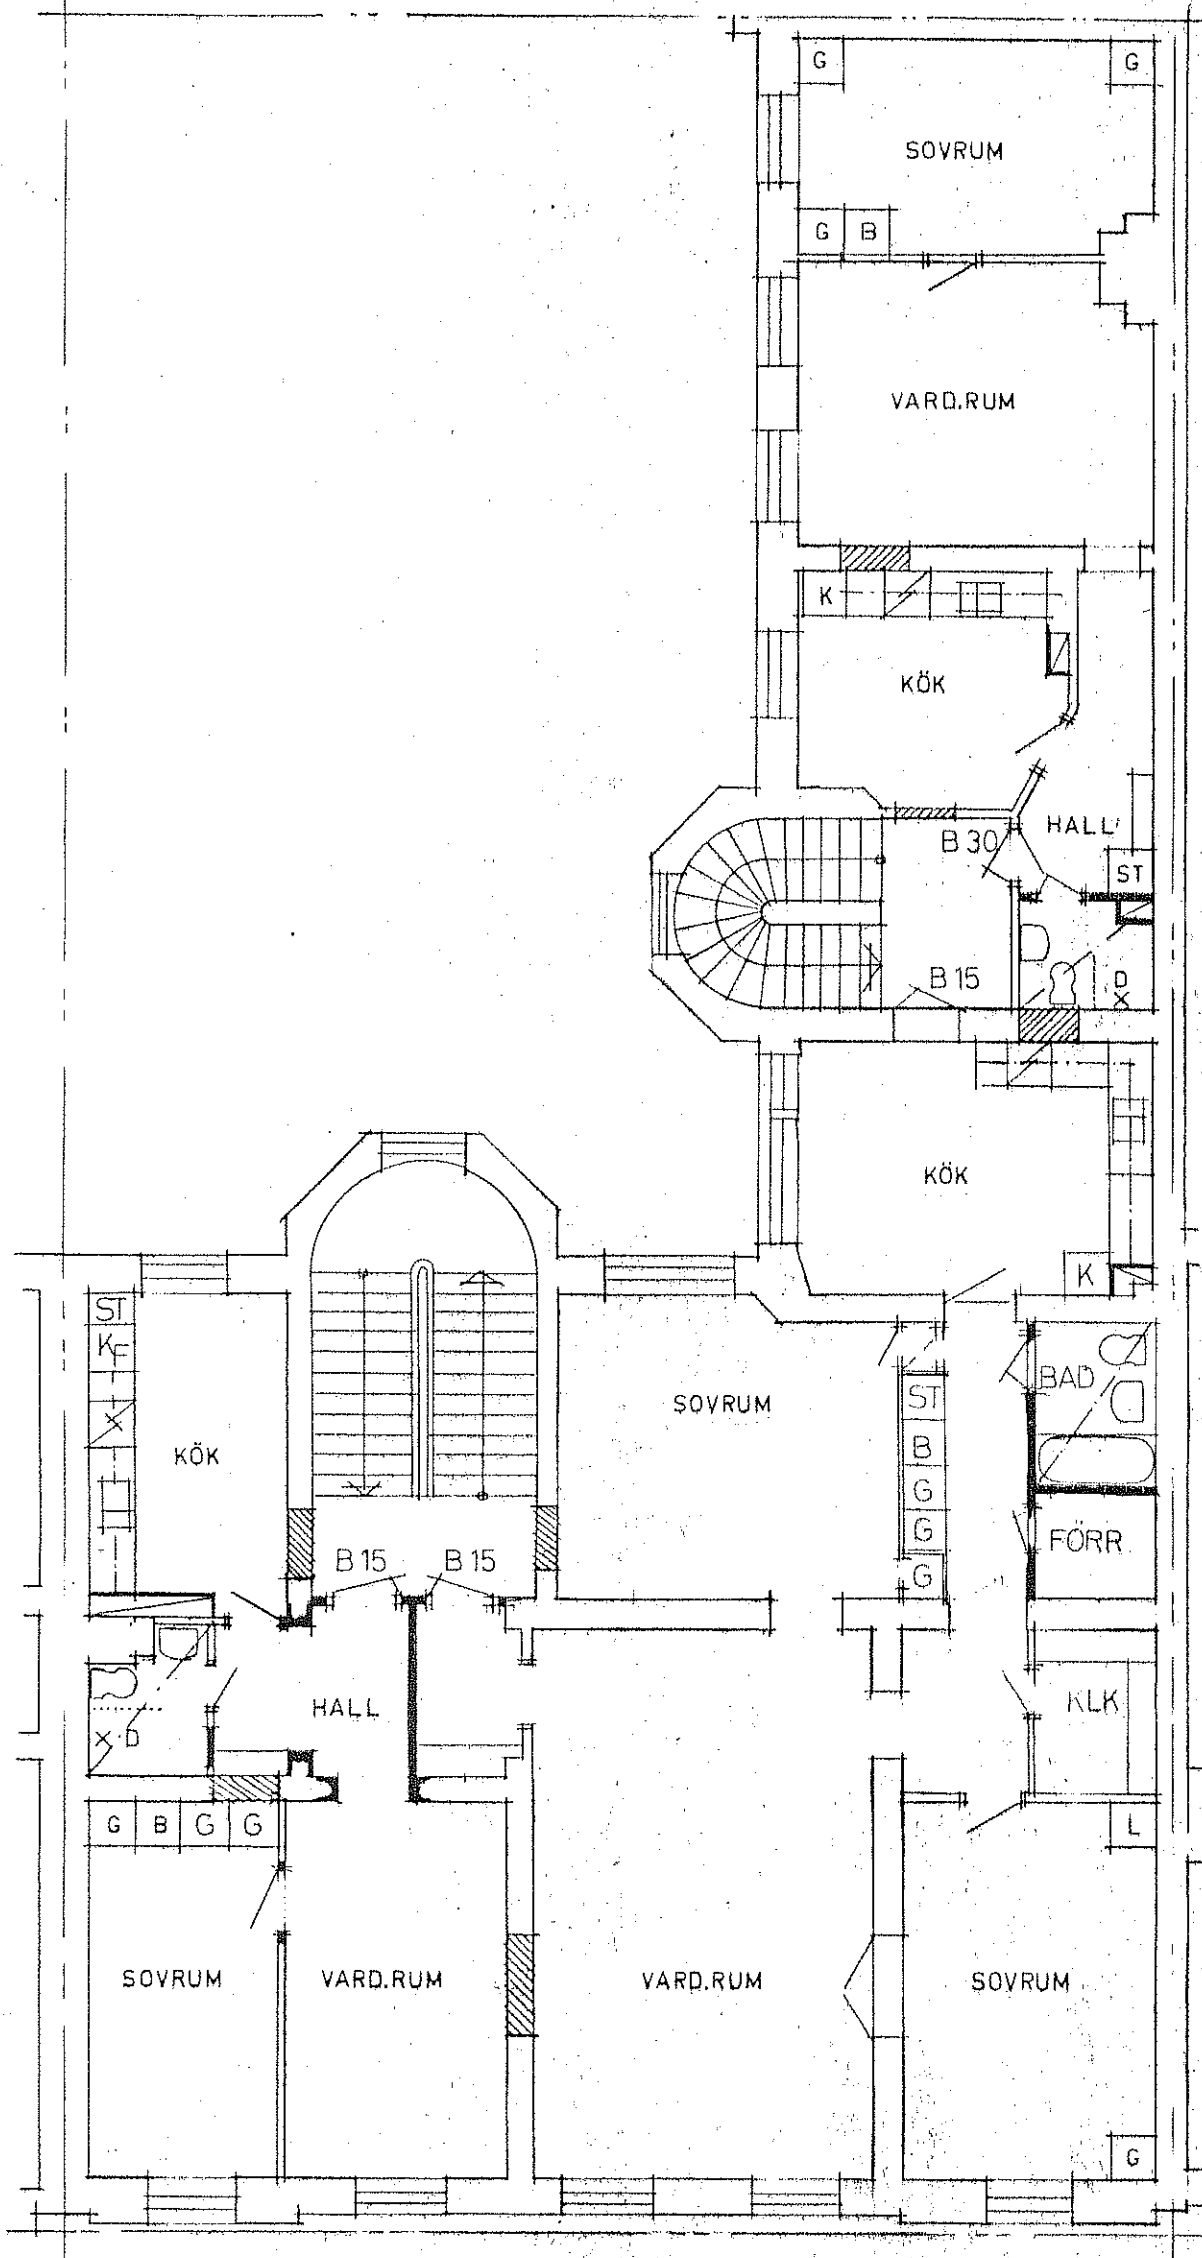 G G
SOVRUM
G B
VARD.RUM
K
KÖK
HALL
B 30
ST
B 15
D
X
KÖK
K
ST
KF
X
KÖK
SOVRUM
ST
B
G
G
G
BAD
FÖRR.
B 15 B 15
HALL
X D
KLK
G B G G
L
SOVRUM VARD.RUM VARD.RUM SOVRUM
G